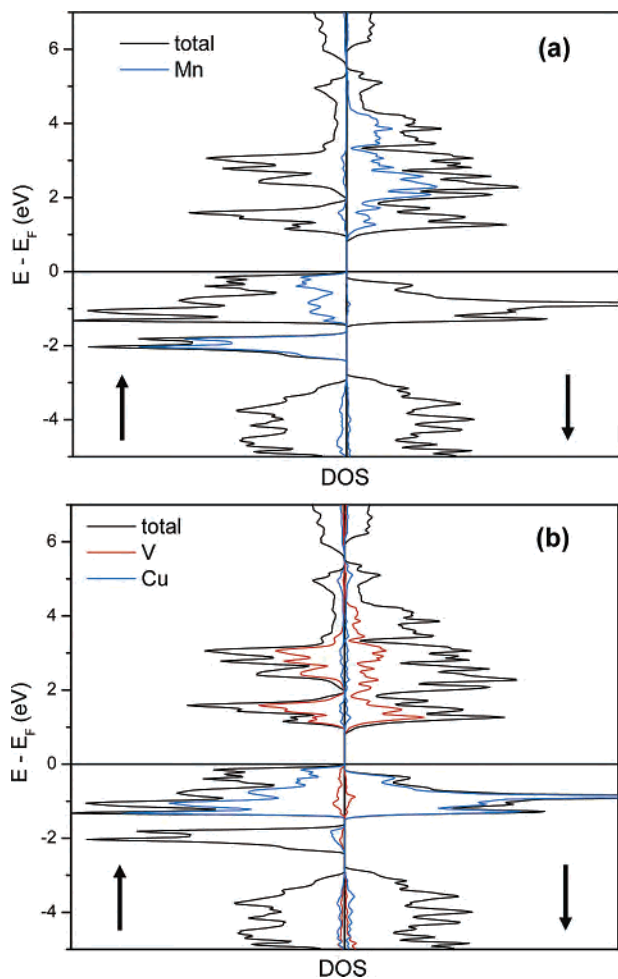 total
Mn
(a)
6
4
2
0
-2
-4
E - E_F (eV)
DOS
total
V
Cu
(b)
6
4
2
0
-2
-4
E - E_F (eV)
DOS